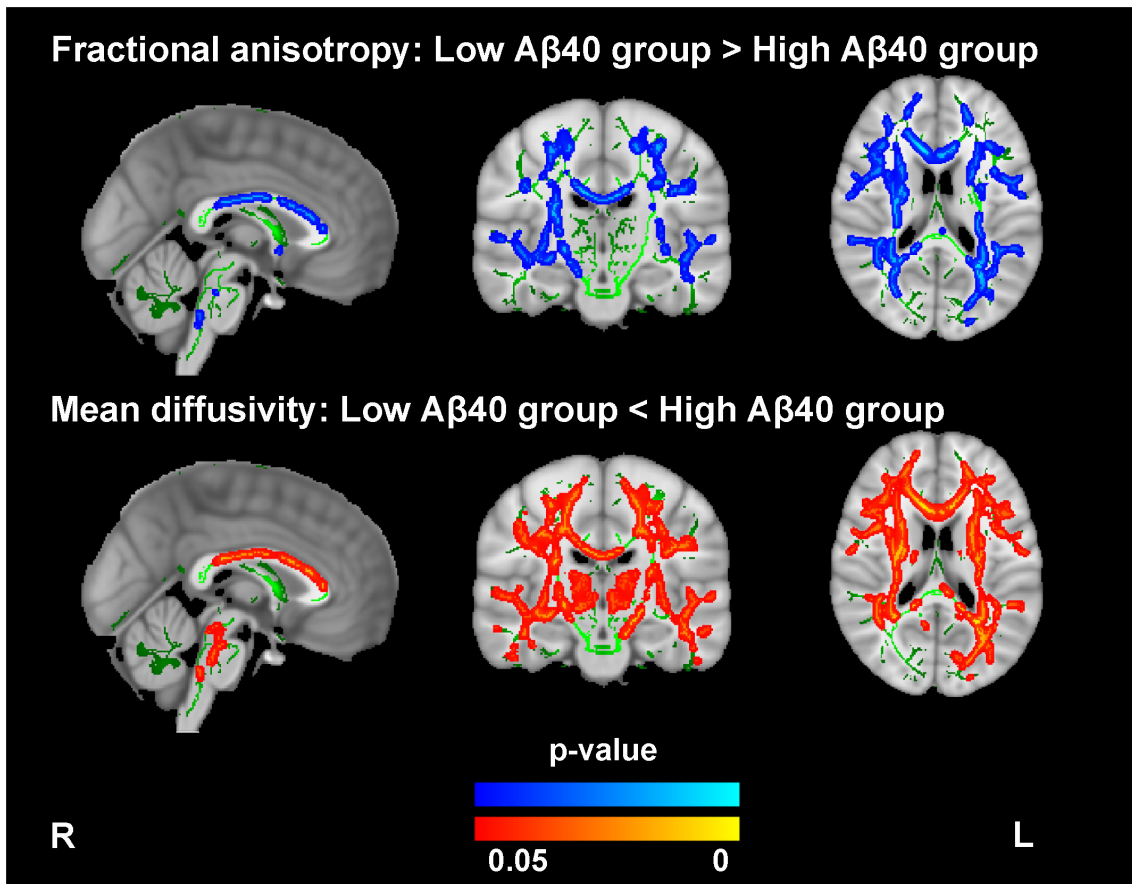 Fractional anisotropy: Low Aβ40 group > High Aβ40 group
Mean diffusivity: Low Aβ40 group < High Aβ40 group
p-value
R
L
0.05 0